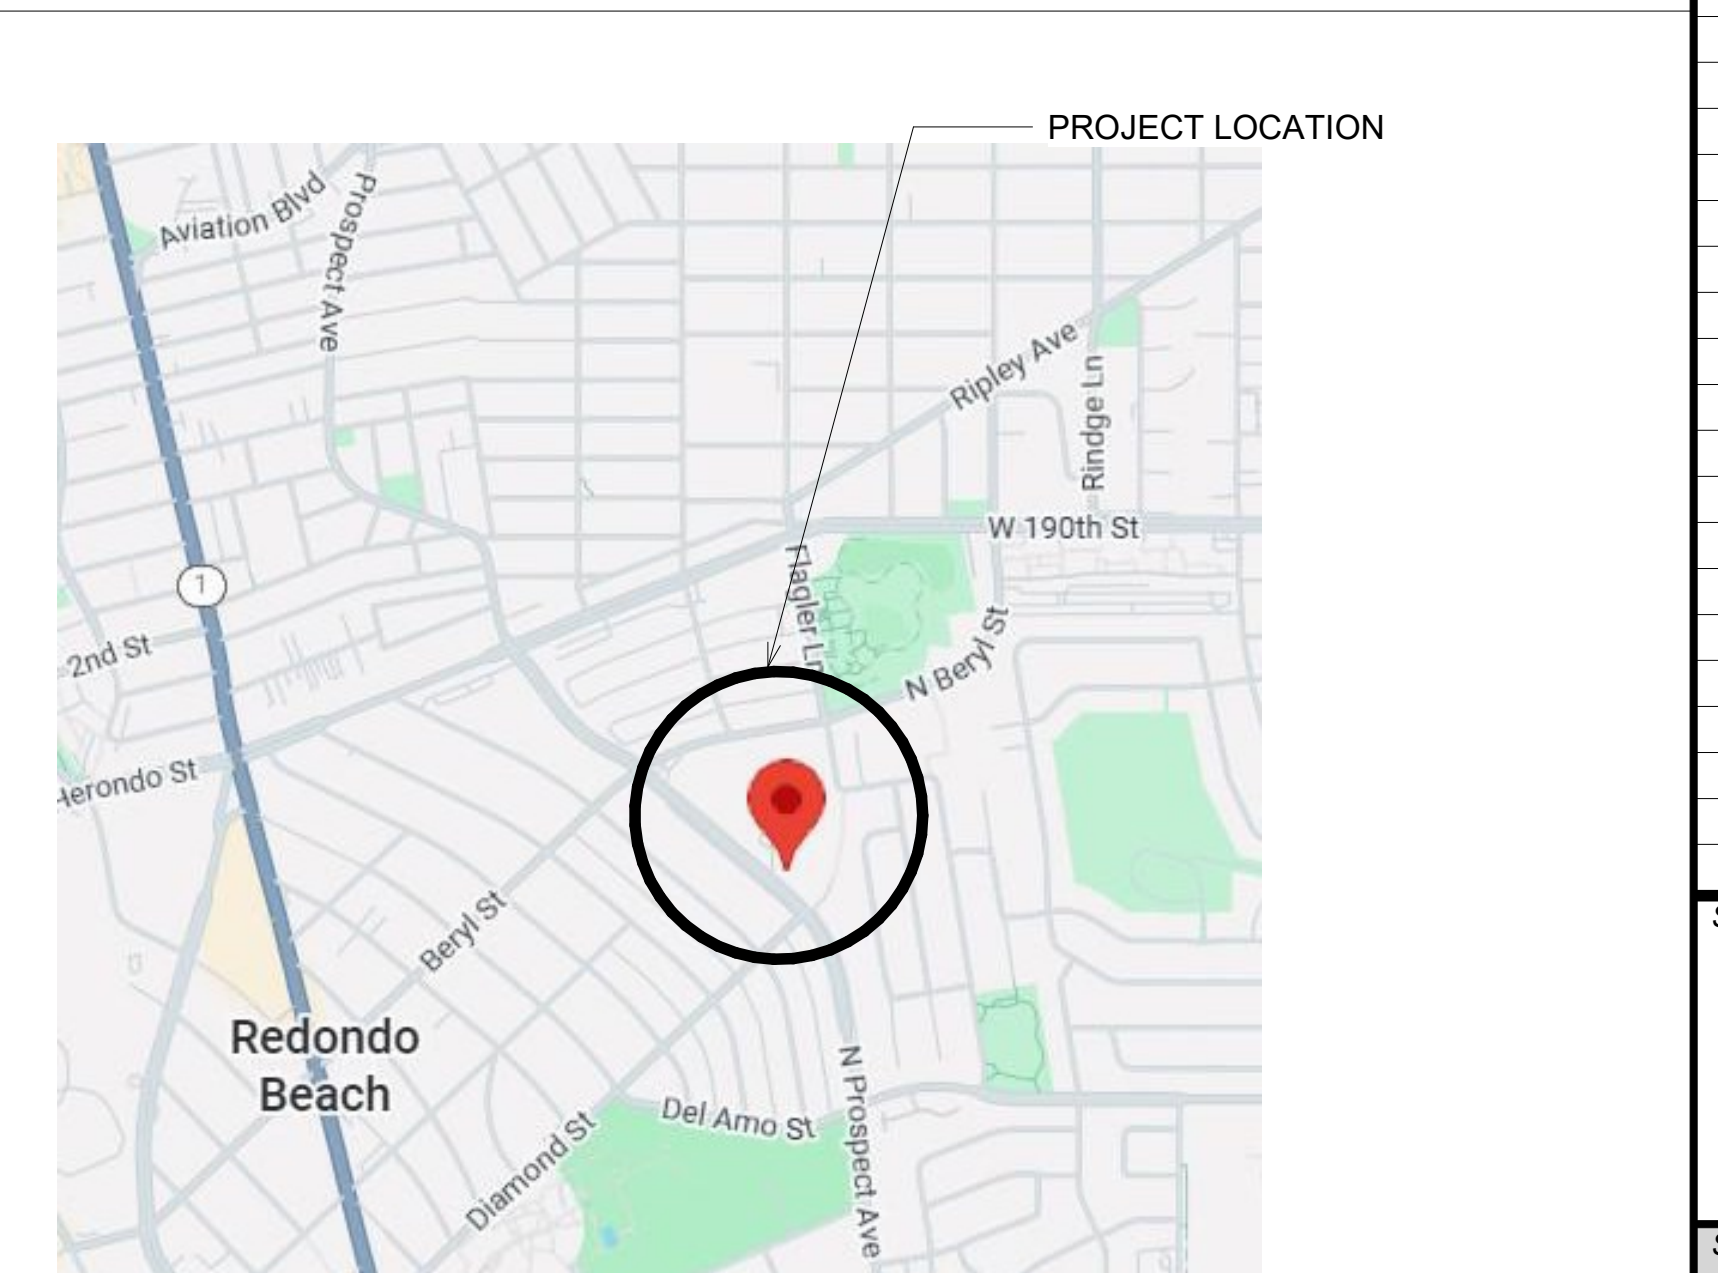 PROJECT LOCATION
Aviation Blvd
Prospect Ave
Ripley Ave
Rindge Ln
W 190th St
Flagler Ln
1
2nd St
N Beryl St
Herondo St
Beryl St
Redondo
Beach
N Prospect Ave
Del Amo St
Diamond St